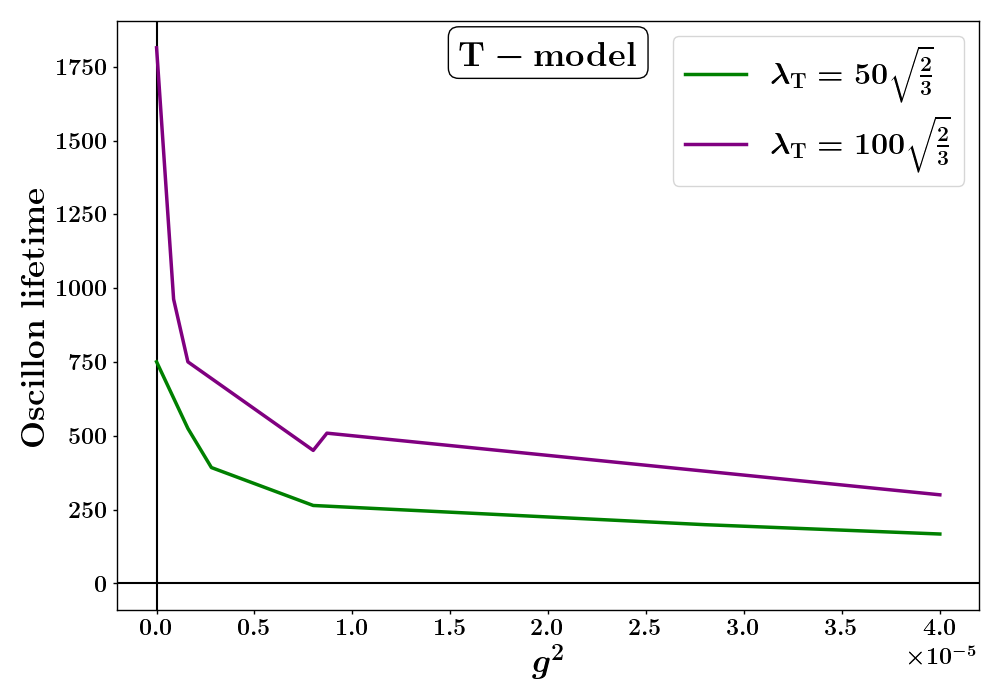 T − model
λ_T = 50√(2/3)
λ_T = 100√(2/3)
Oscillon lifetime
1750
1500
1250
1000
750
500
250
0
0.0 0.5 1.0 1.5 2.0 2.5 3.0 3.5 4.0
×10⁻⁵
g²